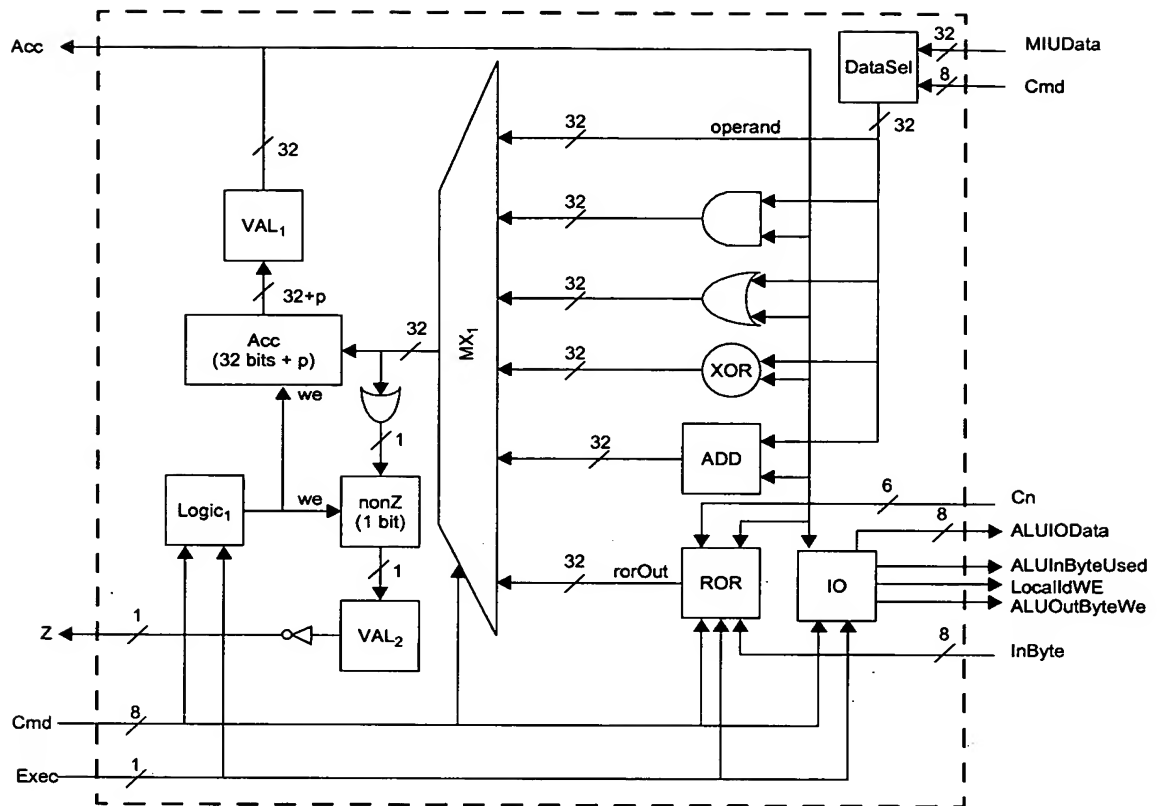 Acc
32
MIUData
DataSel
8
Cmd
32
32
operand
32
32
VAL₁
32+p
32
Acc
(32 bits + p)
32
MX₁
32
XOR
we
1
32
ADD
Logic₁
we
nonZ
(1 bit)
6
Cn
8
ALUIOData
1
32
rorOut
ROR
IO
ALUInByteUsed
LocalIdWE
ALUOutByteWe
Z
1
VAL₂
8
InByte
Cmd
8
Exec
1